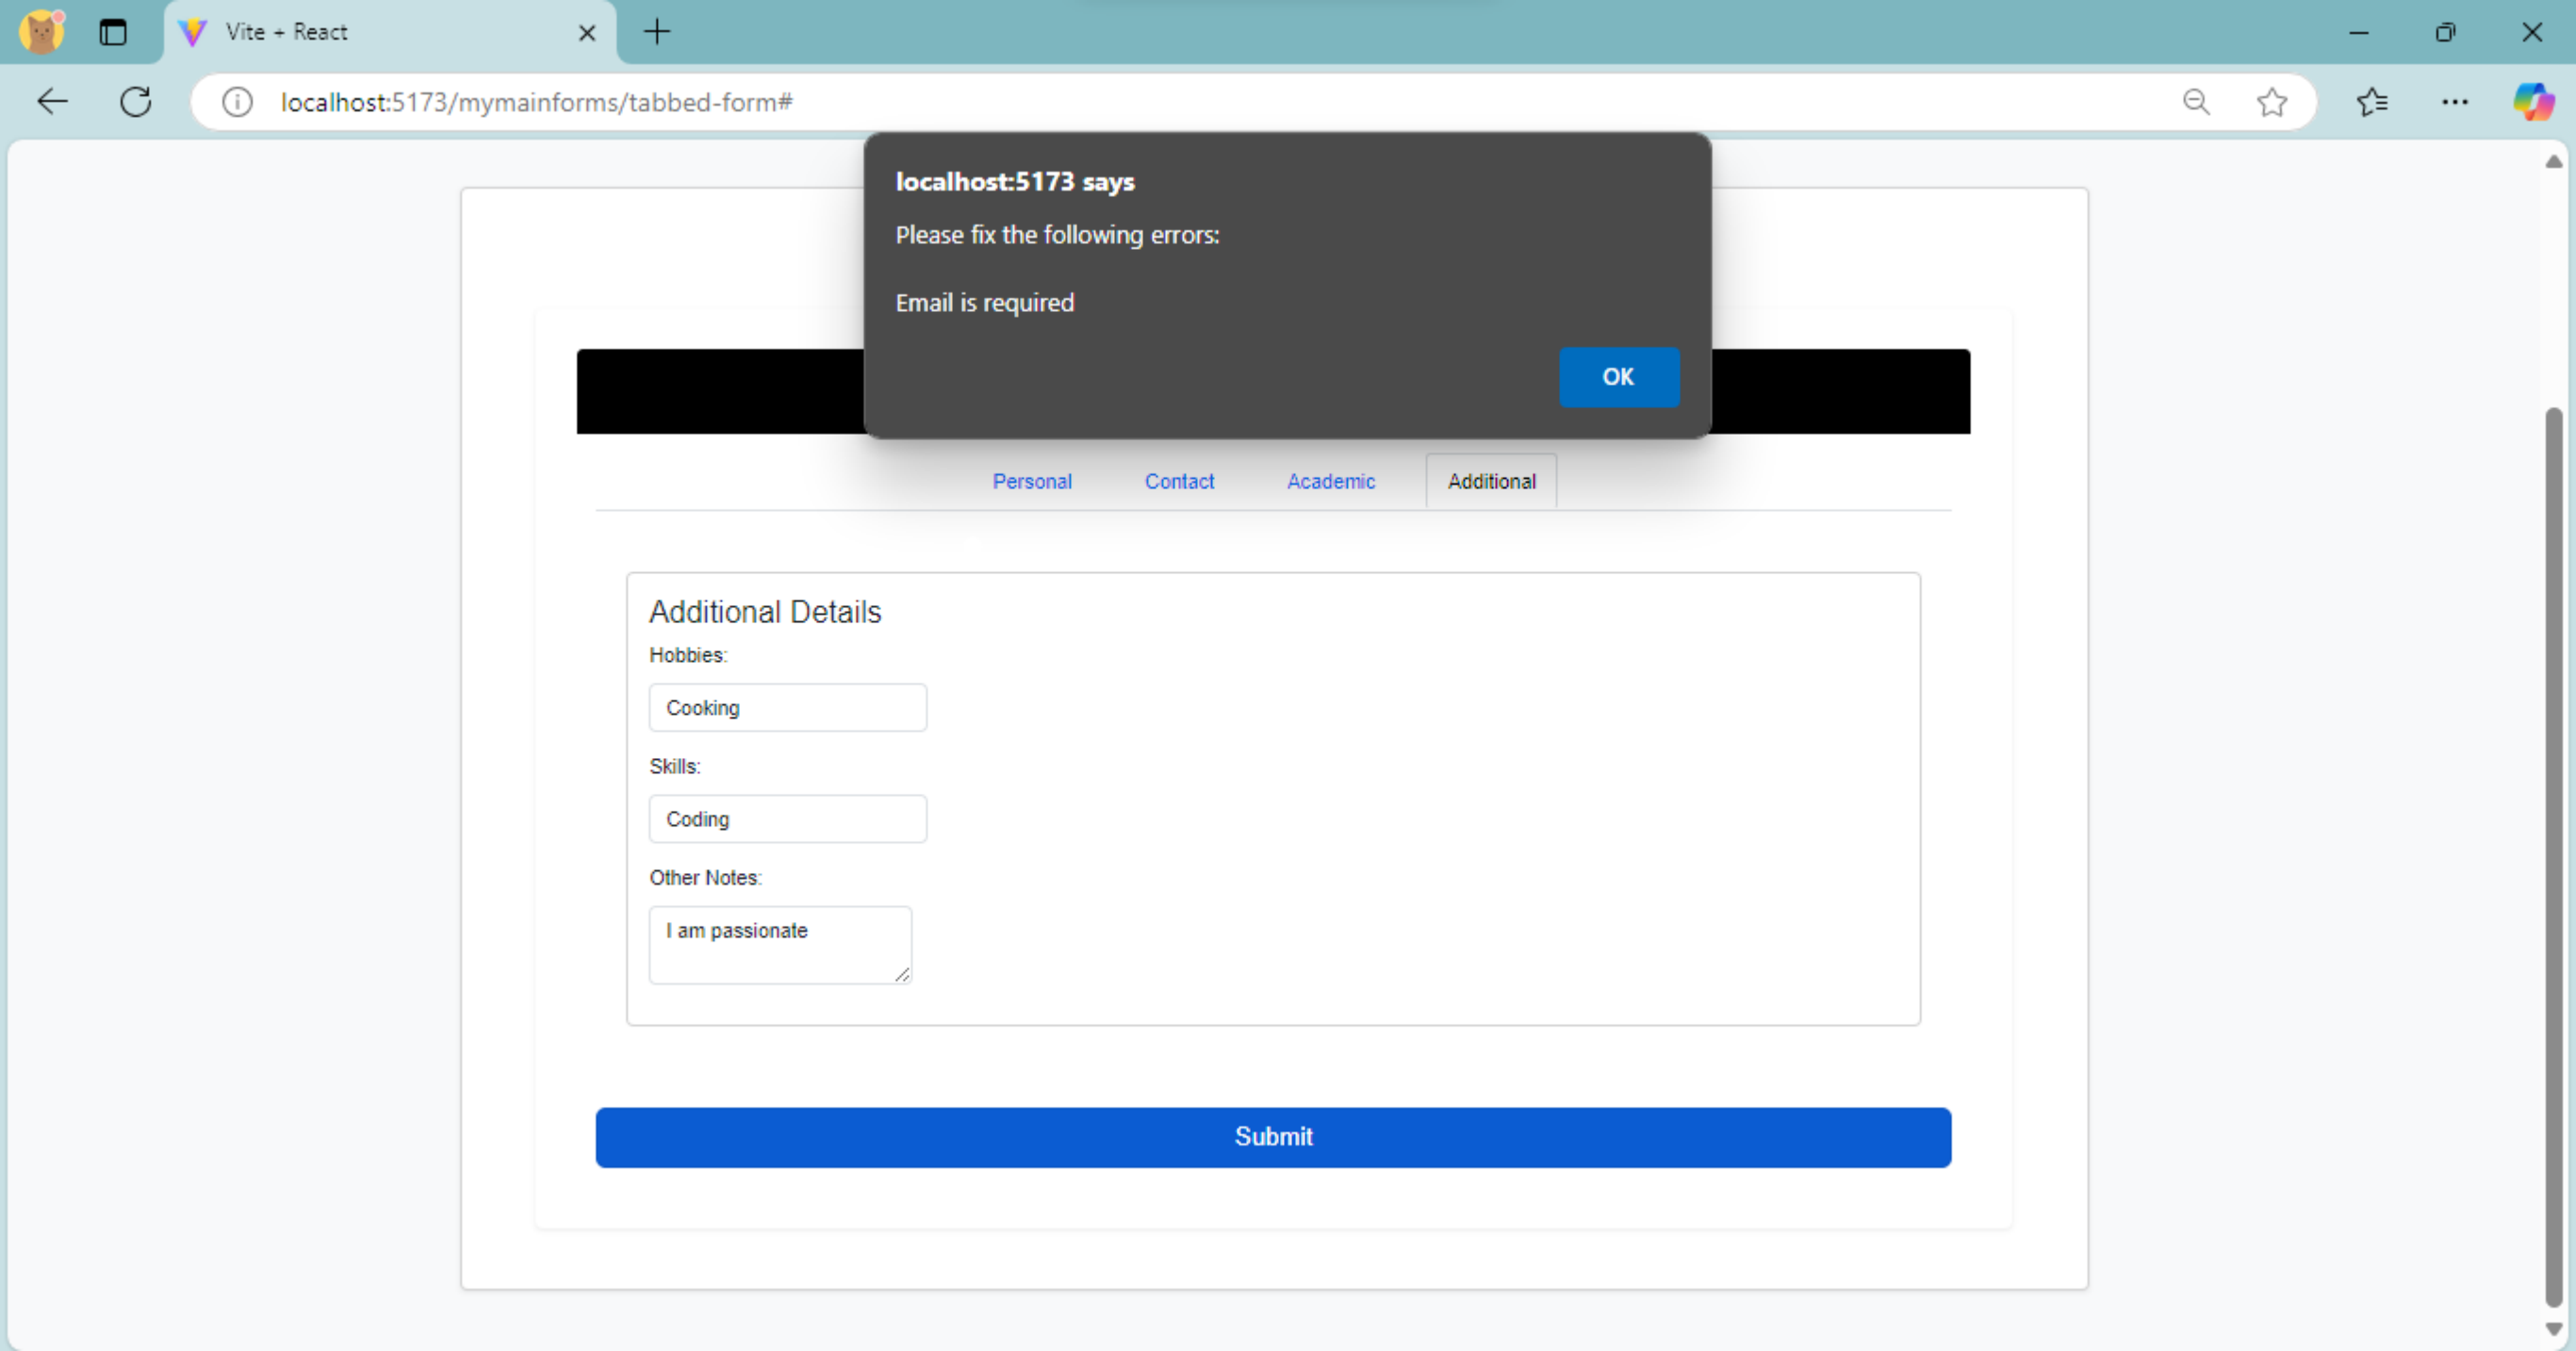 Vite + React
localhost:5173/mymainforms/tabbed-form#
localhost:5173 says
Please fix the following errors:
Email is required
OK
Personal Contact Academic Additional
Additional Details
Hobbies:
Cooking
Skills:
Coding
Other Notes:
I am passionate
Submit